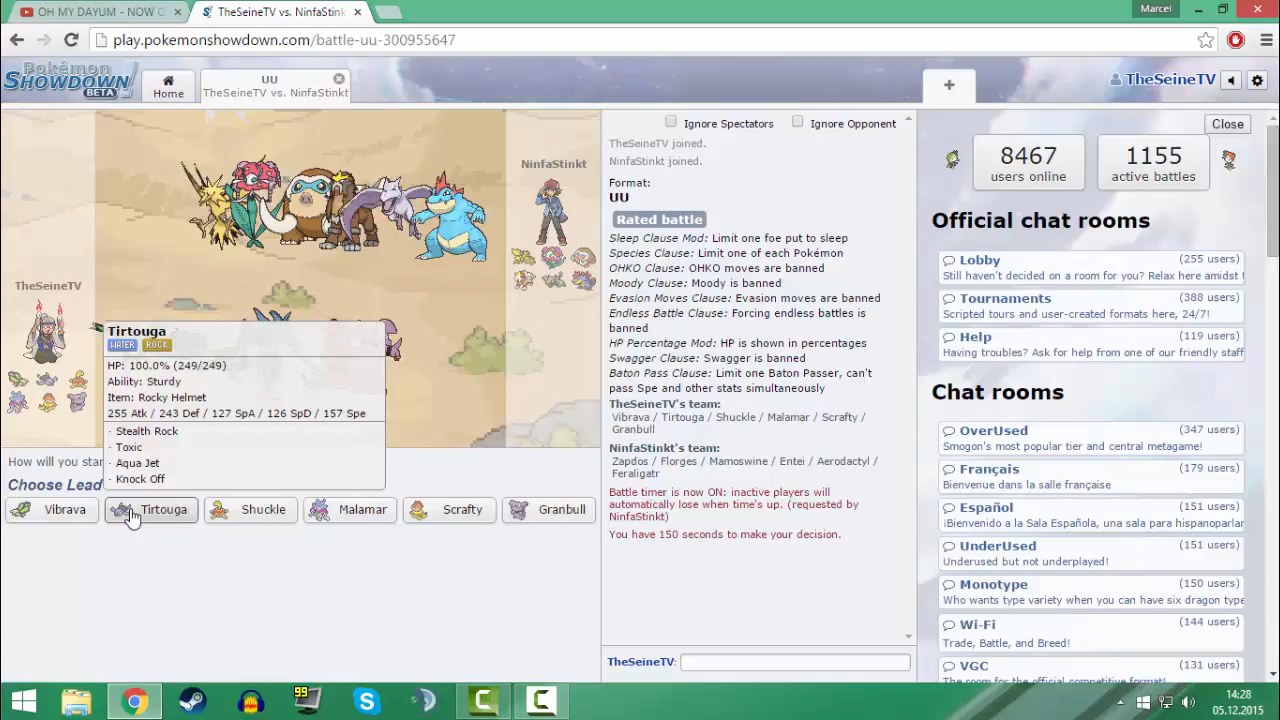 OH MY DAYUM - NOW C
TheSeineTV vs. NinfaStin
Marcel
play.pokemonshowdown.com/battle-uu-300955647
Pokémon
SHOWDOWN
BETA
Home
UU
TheSeineTV vs. NinfaStinkt
+
TheSeineTV
NinfaStinkt
TheSeineTV
Tirtouga
WATER ROCK
HP: 100.0% (249/249)
Ability: Sturdy
Item: Rocky Helmet
255 Atk / 243 Def / 127 SpA / 126 SpD / 157 Spe
· Stealth Rock
· Toxic
· Aqua Jet
· Knock Off
How will you star
Choose Lead
Vibrava
Tirtouga
Shuckle
Malamar
Scrafty
Granbull
Ignore Spectators
Ignore Opponent
TheSeineTV joined.
NinfaStinkt joined.
Format:
UU
Rated battle
Sleep Clause Mod: Limit one foe put to sleep
Species Clause: Limit one of each Pokémon
OHKO Clause: OHKO moves are banned
Moody Clause: Moody is banned
Evasion Moves Clause: Evasion moves are banned
Endless Battle Clause: Forcing endless battles is
banned
HP Percentage Mod: HP is shown in percentages
Swagger Clause: Swagger is banned
Baton Pass Clause: Limit one Baton Passer, can't
pass Spe and other stats simultaneously
TheSeineTV's team:
Vibrava / Tirtouga / Shuckle / Malamar / Scrafty /
Granbull
NinfaStinkt's team:
Zapdos / Florges / Mamoswine / Entei / Aerodactyl /
Feraligatr
Battle timer is now ON: inactive players will
automatically lose when time's up. (requested by
NinfaStinkt)
You have 150 seconds to make your decision.
TheSeineTV:
Close
8467
users online
1155
active battles
Official chat rooms
Lobby (255 users)
Still haven't decided on a room for you? Relax here amidst t
Tournaments (388 users)
Scripted tours and user-created formats here, 24/7!
Help (119 users)
Having troubles? Ask for help from one of our friendly staff
Chat rooms
OverUsed (347 users)
Smogon's most popular tier and central metagame!
Français (179 users)
Bienvenue dans la salle française
Español (151 users)
¡Bienvenido a la Sala Española, una sala para hispanoparlan
UnderUsed (151 users)
Underused but not underplayed!
Monotype (150 users)
Who wants type variety when you can have six dragon type
Wi-Fi (144 users)
Trade, Battle, and Breed!
VGC (131 users)
The room for the official competitive format!
99
14:28
05.12.2015